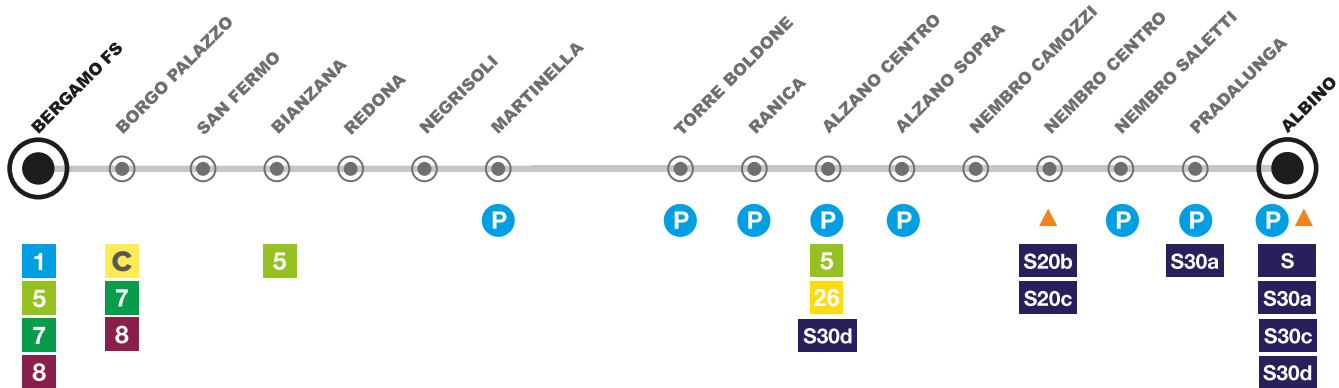 BERGAMO FS
BORGO PALAZZO
SAN FERMO
BIANZANA
REDONA
NEGRISOLI
MARTINELLA
TORRE BOLDONE
RANICA
ALZANO CENTRO
ALZANO SOPRA
NEMBRO CAMOZZI
NEMBRO CENTRO
NEMBRO SALETTI
PRADALUNGA
ALBINO
P
P
P
P
P
P
P
P
1
5
7
8
C
7
8
5
5
26
S30d
S20b
S20c
S30a
S
S30a
S30c
S30d